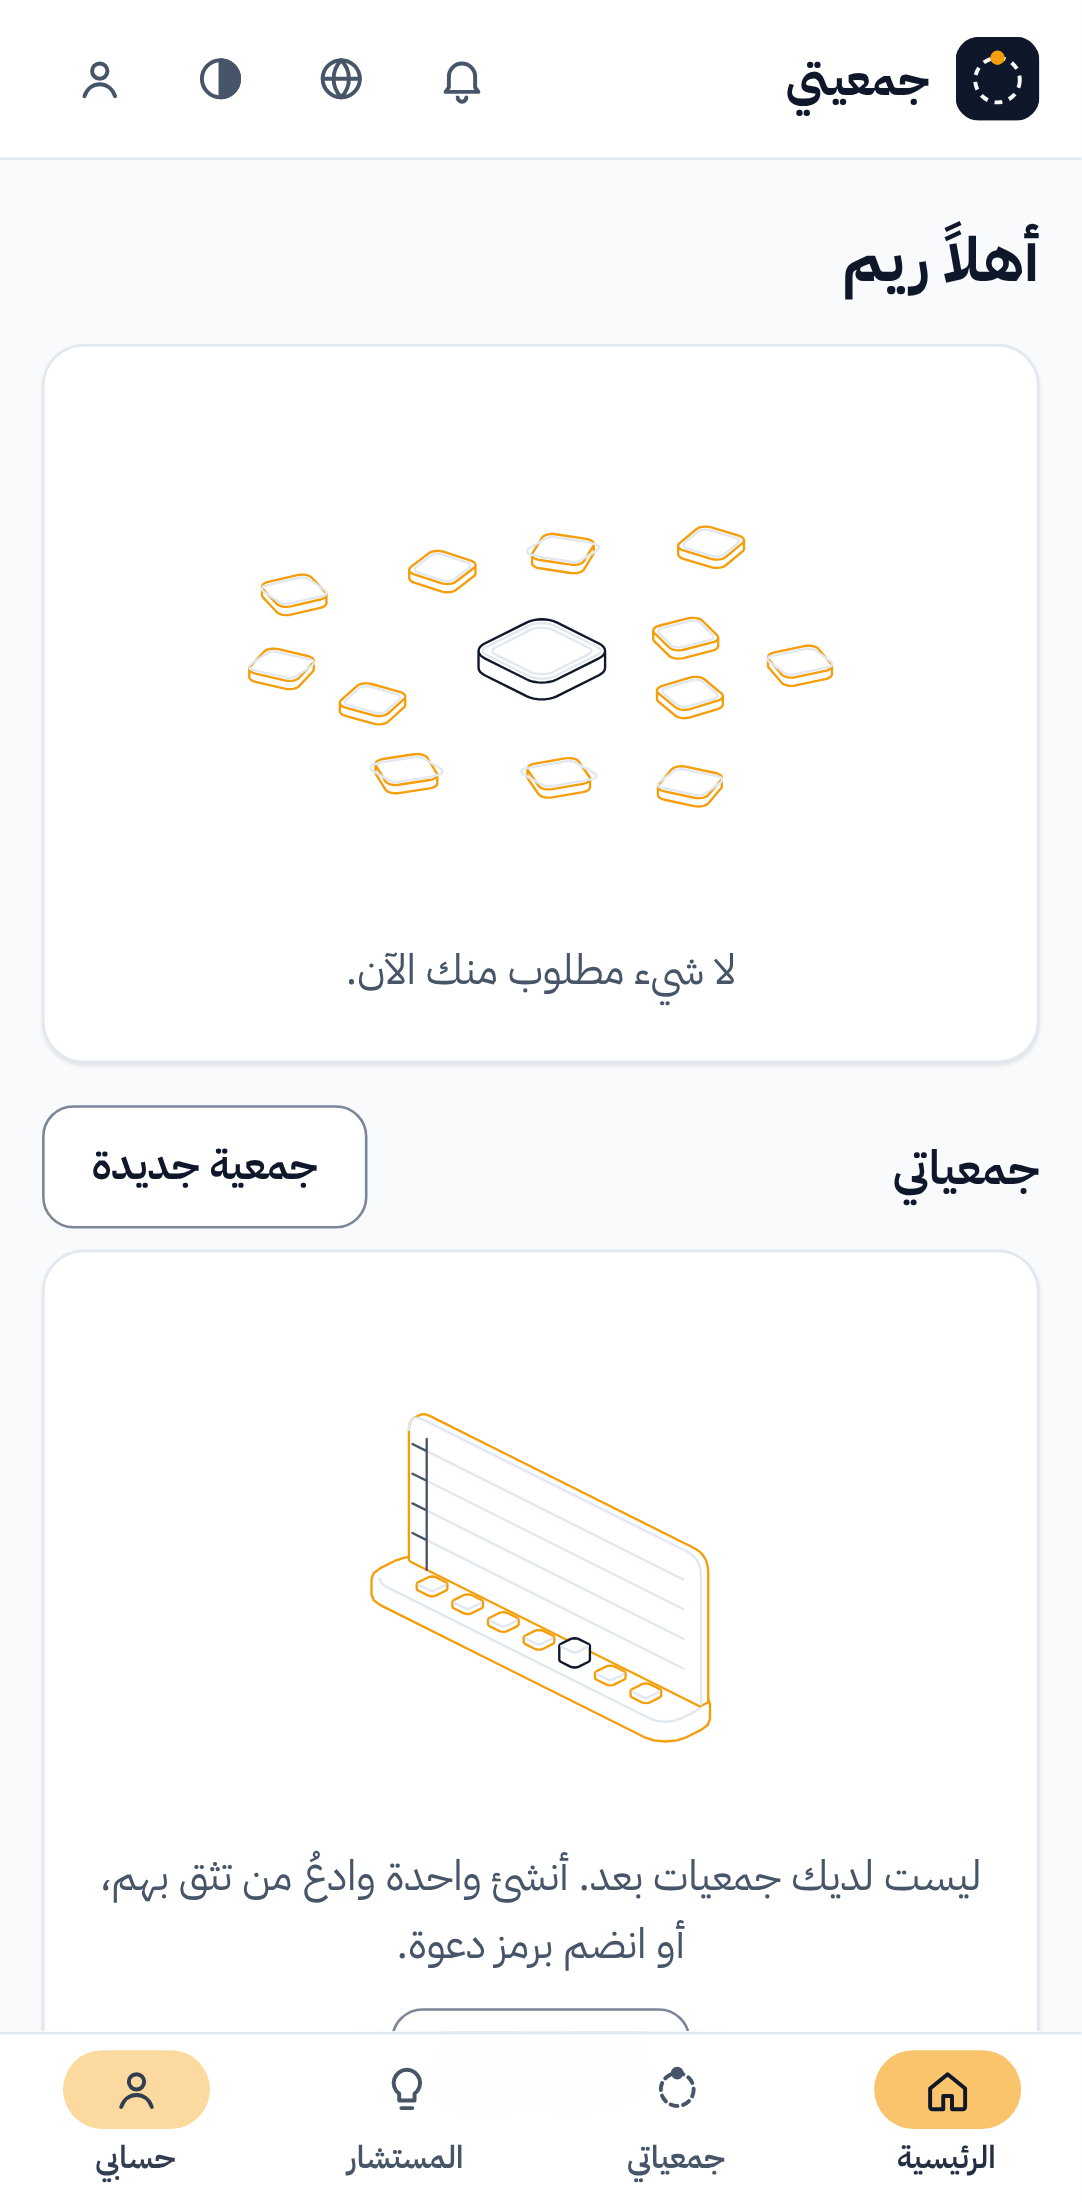 جمعيتي
أهلاً ريم
لا شيء مطلوب منك الآن.
جمعياتي
جمعية جديدة
ليست لديك جمعيات بعد. أنشئ واحدة وادعُ من تثق بهم،
أو انضم برمز دعوة.
الرئيسية
جمعياتي
المستشار
حسابي